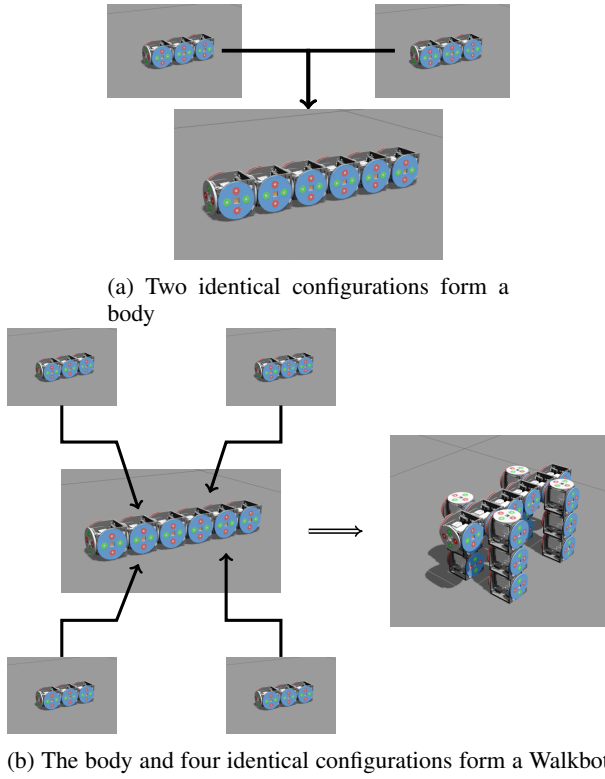 (a) Two identical configurations form a
body
(b) The body and four identical configurations form a Walkbot